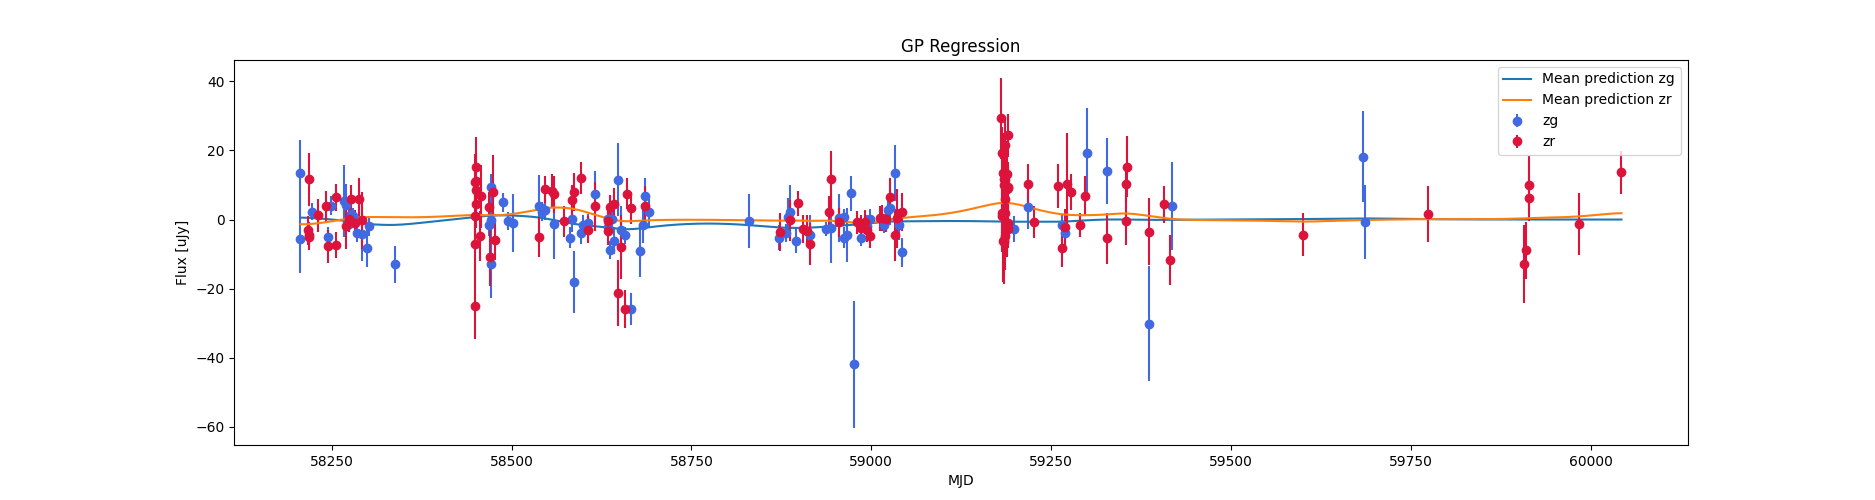 GP Regression
Flux [uJy]
40
20
0
−20
−40
−60
58250
58500
58750
59000
59250
59500
59750
60000
MJD
Mean prediction zg
Mean prediction zr
zg
zr